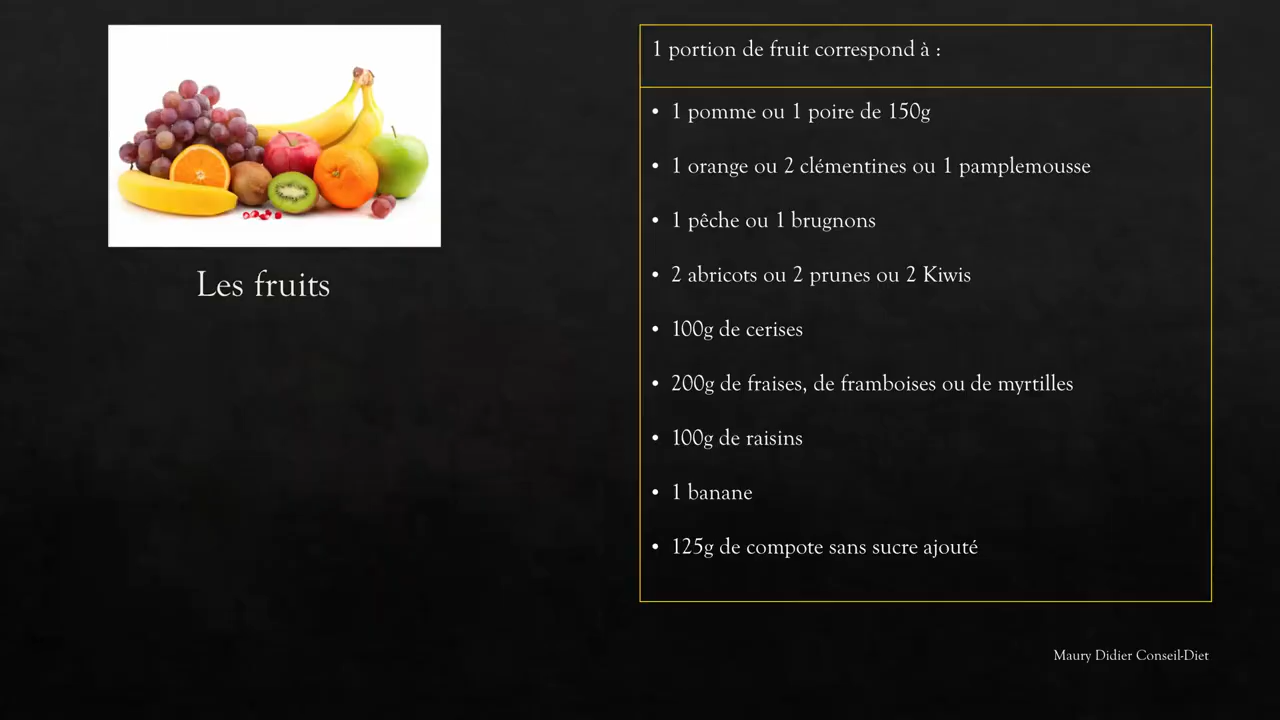 Les fruits
1 portion de fruit correspond à :
• 1 pomme ou 1 poire de 150g
• 1 orange ou 2 clémentines ou 1 pamplemousse
• 1 pêche ou 1 brugnons
• 2 abricots ou 2 prunes ou 2 Kiwis
• 100g de cerises
• 200g de fraises, de framboises ou de myrtilles
• 100g de raisins
• 1 banane
• 125g de compote sans sucre ajouté
Maury Didier Conseil-Diet